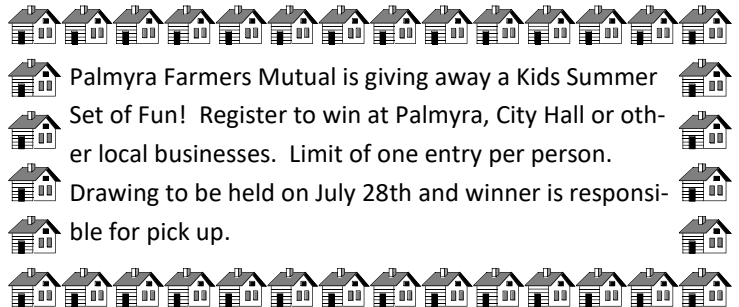 Palmyra Farmers Mutual is giving away a Kids Summer
Set of Fun!  Register to win at Palmyra, City Hall or oth-
er local businesses.  Limit of one entry per person.
Drawing to be held on July 28th and winner is responsi-
ble for pick up.